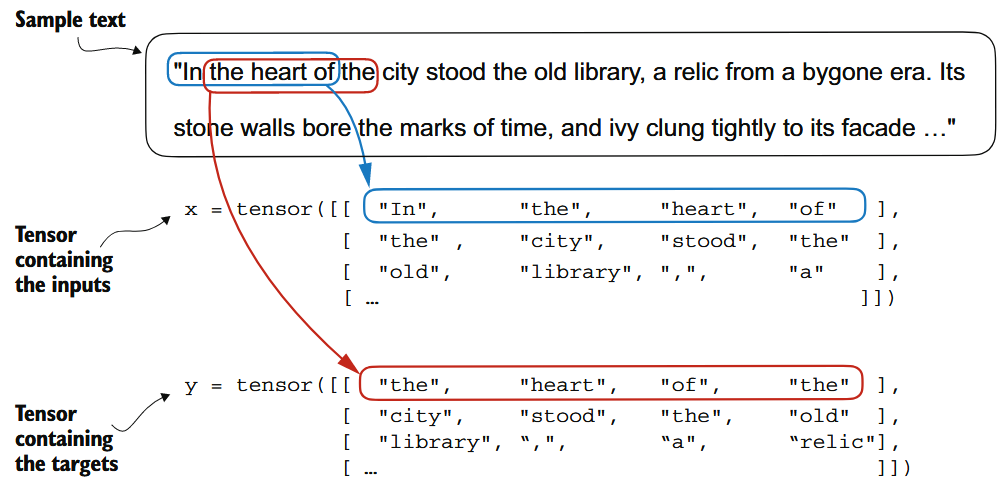 Sample text
"In the heart of the city stood the old library, a relic from a bygone era. Its
stone walls bore the marks of time, and ivy clung tightly to its facade …"
x = tensor([[ "In", "the", "heart", "of" ],
[ "the" , "city", "stood", "the" ],
[ "old", "library", ",", "a" ],
[ … ]])
Tensor
containing
the inputs
y = tensor([[ "the", "heart", "of", "the" ],
[ "city", "stood", "the", "old" ],
[ "library", “,", “a", “relic"],
[ … ]])
Tensor
containing
the targets